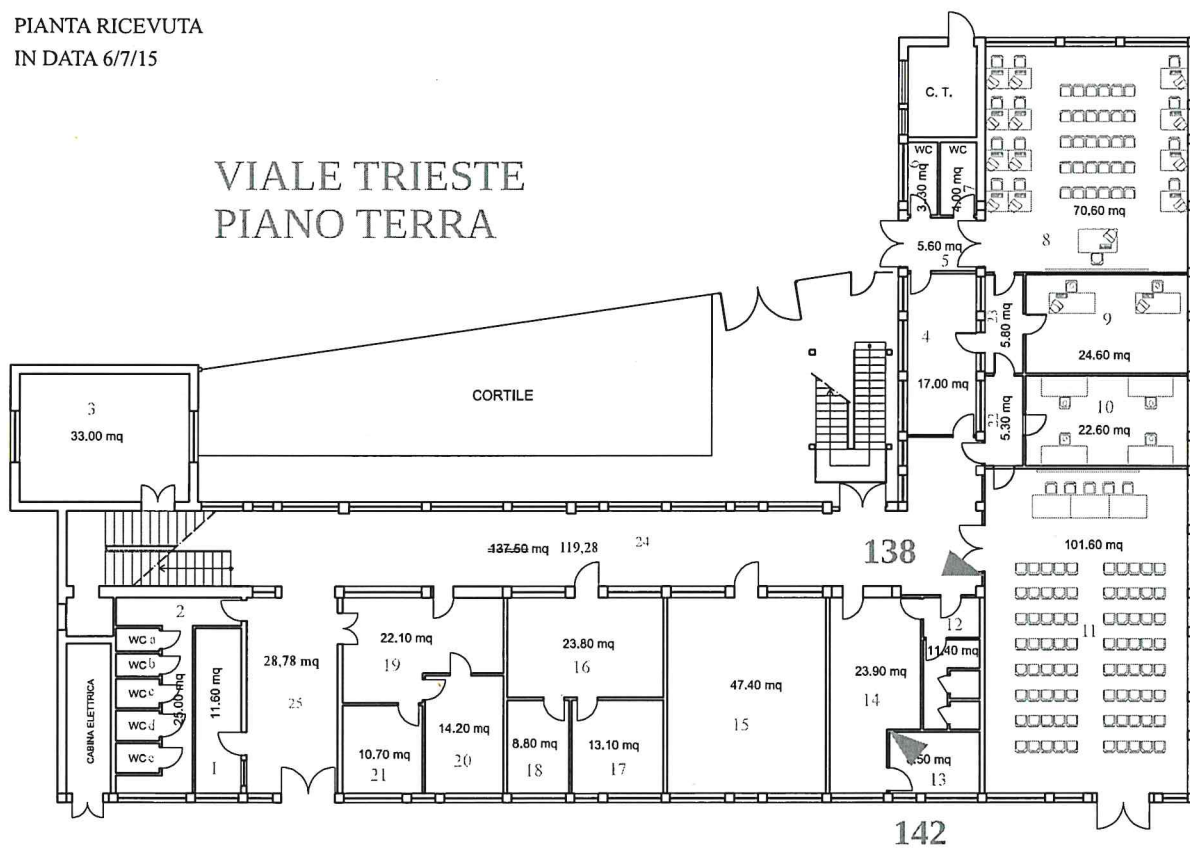 PIANTA RICEVUTA
IN DATA 6/7/15
VIALE TRIESTE
PIANO TERRA
C. T.
WC
WC
6
3.30 mq
4.00 mq
7
70.60 mq
8
5.60 mq
5
4
23
5.80 mq
9
24.60 mq
17.00 mq
CORTILE
3
33.00 mq
22
5.30 mq
10
22.60 mq
137.50 mq 119,28
24
138
101.60 mq
2
12
11
WC a
WC b
WC c
WC d
WC e
25.00 mq
11.60 mq
1
CABINA ELETTRICA
28,78 mq
25
22.10 mq
19
23.80 mq
16
11.40 mq
47.40 mq
15
23.90 mq
14
14.20 mq
20
10.70 mq
21
8.80 mq
18
13.10 mq
17
.50 mq
13
142